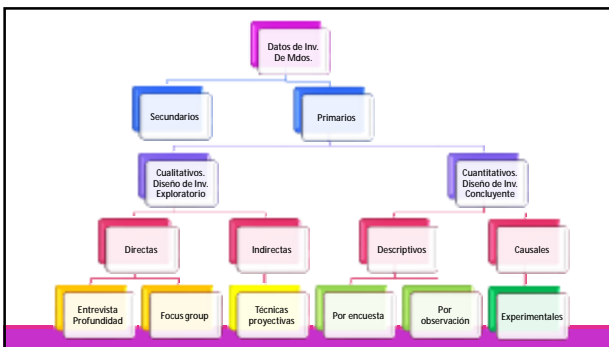 Datos de Inv.
De Mdos.
Secundarios
Primarios
Cualitativos.
Diseño de Inv.
Exploratorio
Cuantitativos.
Diseño de Inv.
Concluyente
Directas
Indirectas
Descriptivos
Causales
Entrevista
Profundidad
Focus group
Técnicas
proyectivas
Por encuesta
Por
observación
Experimentales